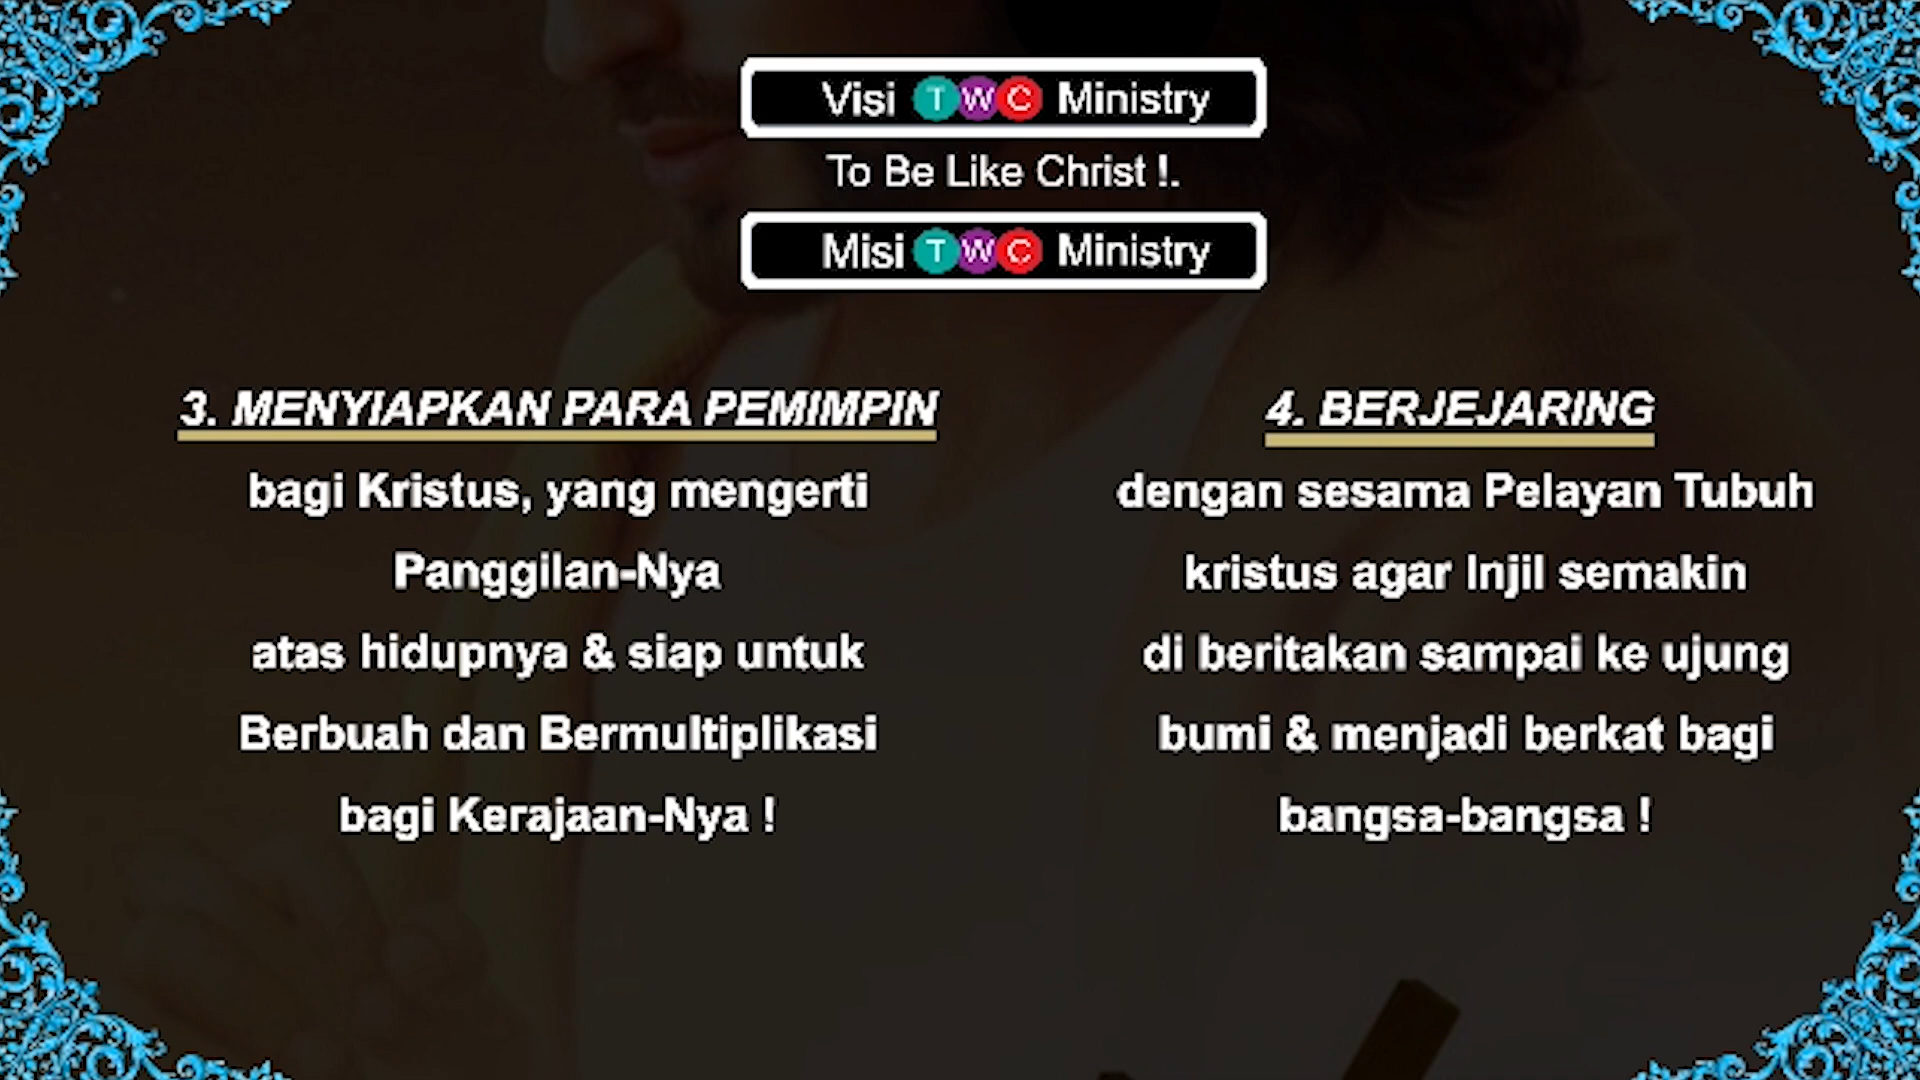 Visi TWC Ministry
To Be Like Christ !.
Misi TWC Ministry
3. MENYIAPKAN PARA PEMIMPIN
bagi Kristus, yang mengerti
Panggilan-Nya
atas hidupnya & siap untuk
Berbuah dan Bermultiplikasi
bagi Kerajaan-Nya !
4. BERJEJARING
dengan sesama Pelayan Tubuh
kristus agar Injil semakin
di beritakan sampai ke ujung
bumi & menjadi berkat bagi
bangsa-bangsa !